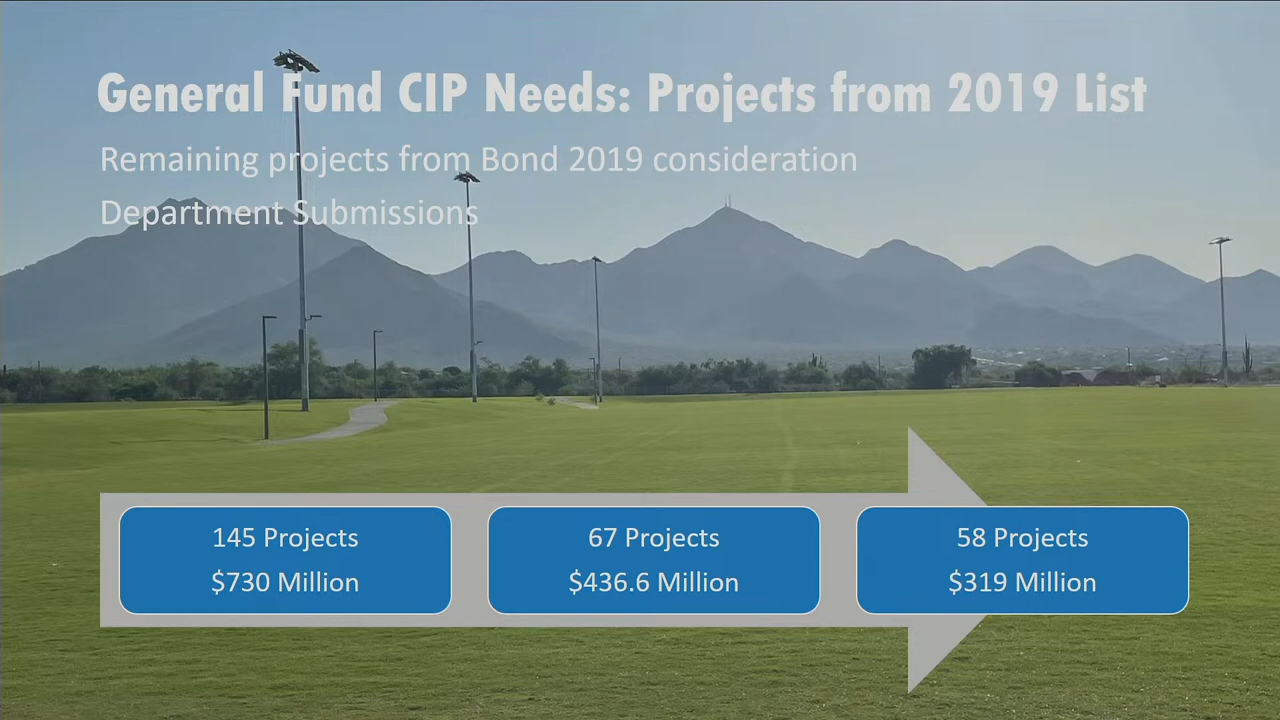 General Fund CIP Needs: Projects from 2019 List
Remaining projects from Bond 2019 consideration
Department Submissions
145 Projects
$730 Million
67 Projects
$436.6 Million
58 Projects
$319 Million